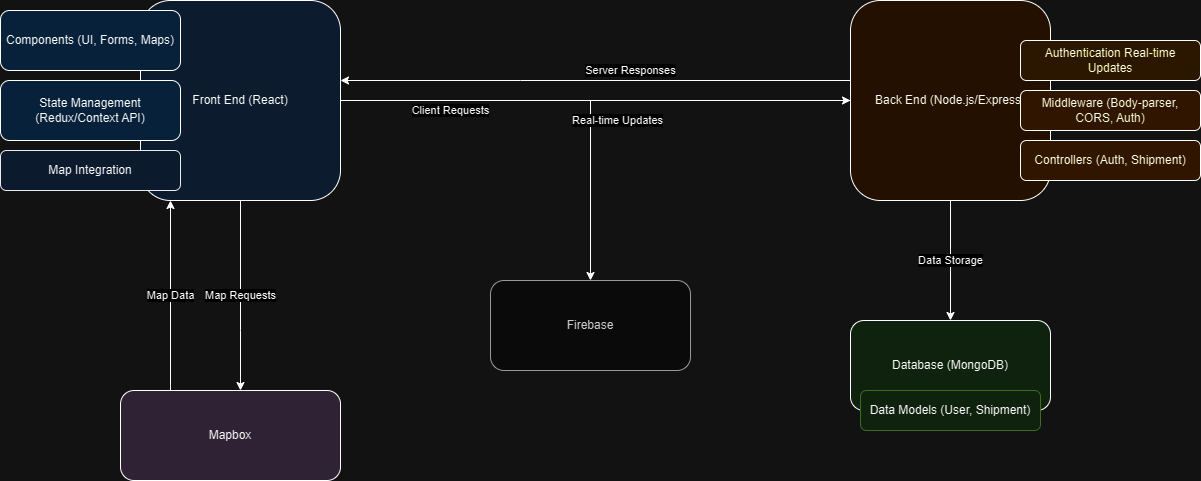 Components (UI, Forms, Maps)
State Management
(Redux/Context API)
Map Integration
Front End (React)
Server Responses
Client Requests
Real-time Updates
Back End (Node.js/Express
Authentication Real-time
Updates
Middleware (Body-parser,
CORS, Auth)
Controllers (Auth, Shipment)
Map Data
Map Requests
Data Storage
Firebase
Database (MongoDB)
Data Models (User, Shipment)
Mapbox